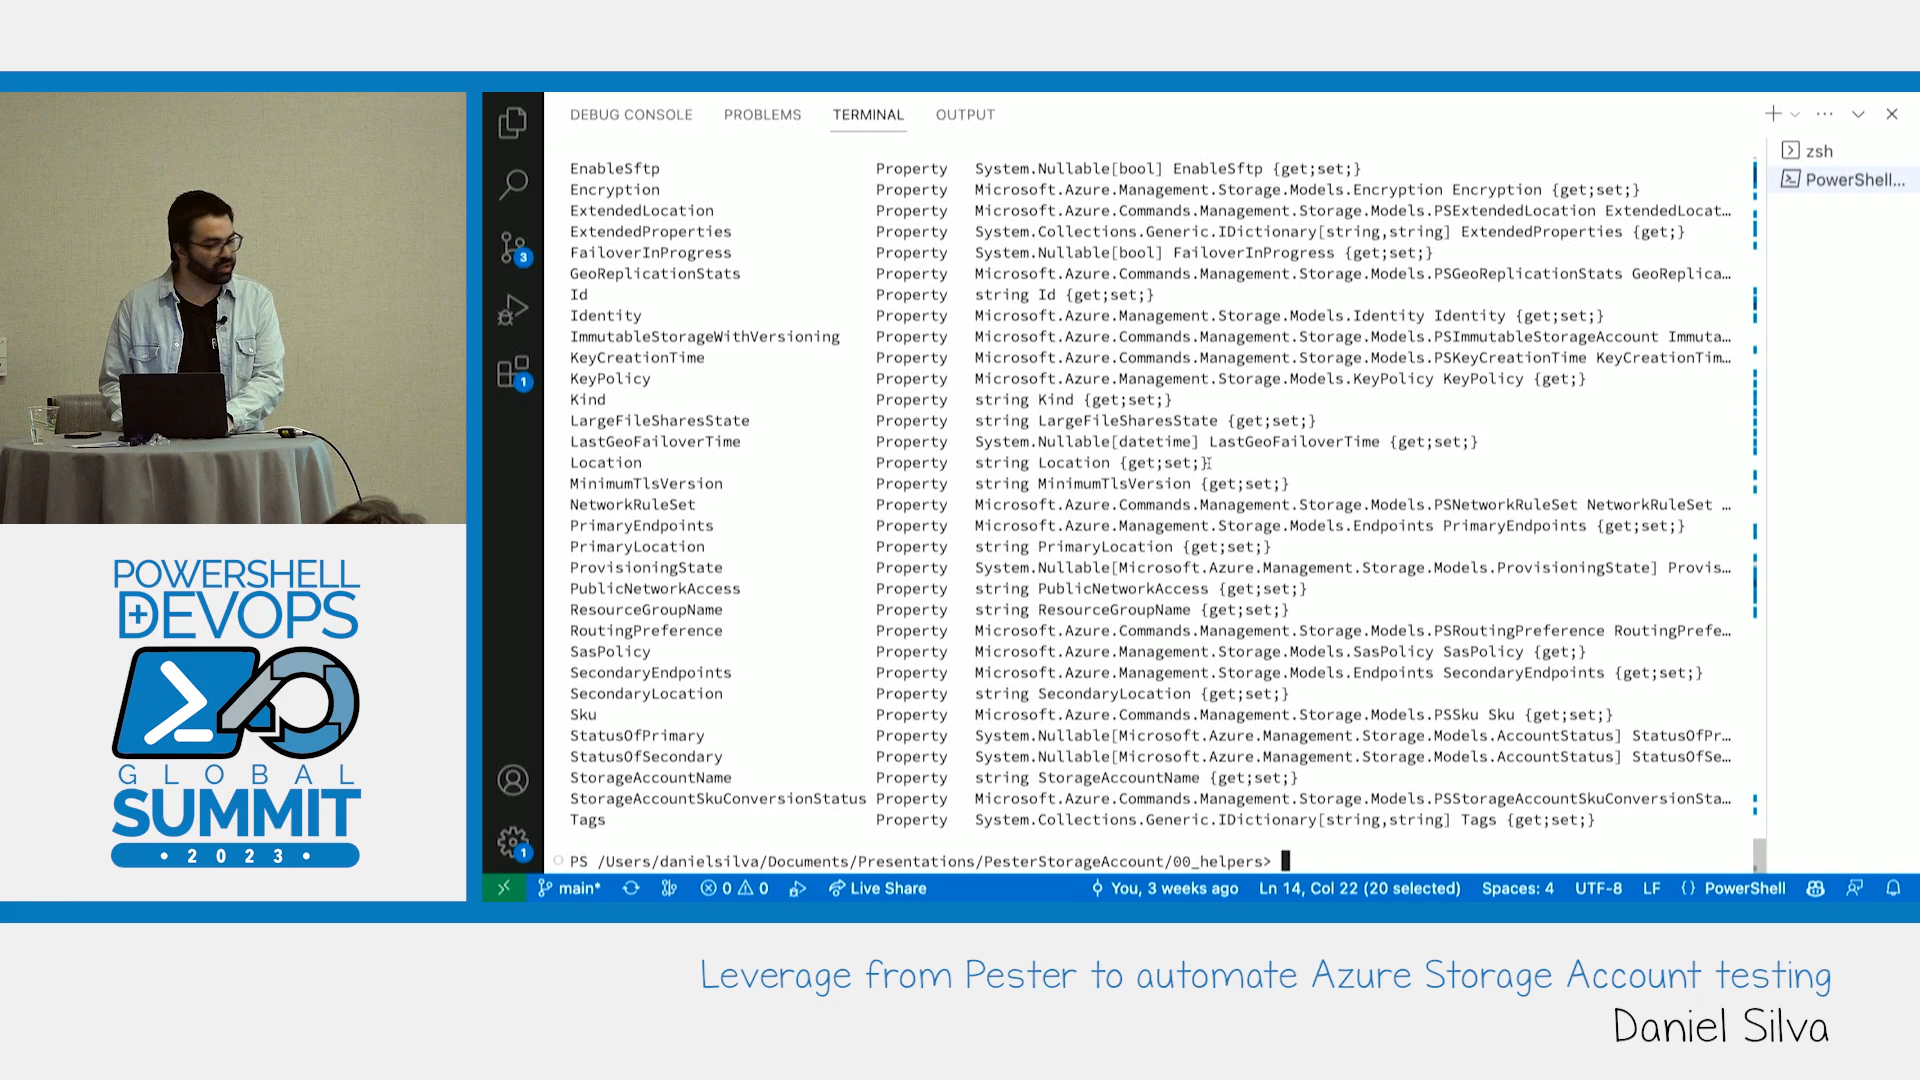 DEBUG CONSOLE PROBLEMS TERMINAL OUTPUT
zsh
PowerShell...
EnableSftp Property System.Nullable[bool] EnableSftp {get;set;}
Encryption Property Microsoft.Azure.Management.Storage.Models.Encryption Encryption {get;set;}
ExtendedLocation Property Microsoft.Azure.Commands.Management.Storage.Models.PSExtendedLocation ExtendedLocat…
ExtendedProperties Property System.Collections.Generic.IDictionary[string,string] ExtendedProperties {get;}
FailoverInProgress Property System.Nullable[bool] FailoverInProgress {get;set;}
GeoReplicationStats Property Microsoft.Azure.Commands.Management.Storage.Models.PSGeoReplicationStats GeoReplica…
Id Property string Id {get;set;}
Identity Property Microsoft.Azure.Management.Storage.Models.Identity Identity {get;set;}
ImmutableStorageWithVersioning Property Microsoft.Azure.Commands.Management.Storage.Models.PSImmutableStorageAccount Immuta…
KeyCreationTime Property Microsoft.Azure.Commands.Management.Storage.Models.PSKeyCreationTime KeyCreationTim…
KeyPolicy Property Microsoft.Azure.Management.Storage.Models.KeyPolicy KeyPolicy {get;}
Kind Property string Kind {get;set;}
LargeFileSharesState Property string LargeFileSharesState {get;set;}
LastGeoFailoverTime Property System.Nullable[datetime] LastGeoFailoverTime {get;set;}
Location Property string Location {get;set;}
MinimumTlsVersion Property string MinimumTlsVersion {get;set;}
NetworkRuleSet Property Microsoft.Azure.Commands.Management.Storage.Models.PSNetworkRuleSet NetworkRuleSet …
PrimaryEndpoints Property Microsoft.Azure.Management.Storage.Models.Endpoints PrimaryEndpoints {get;set;}
PrimaryLocation Property string PrimaryLocation {get;set;}
ProvisioningState Property System.Nullable[Microsoft.Azure.Management.Storage.Models.ProvisioningState] Provis…
PublicNetworkAccess Property string PublicNetworkAccess {get;set;}
ResourceGroupName Property string ResourceGroupName {get;set;}
RoutingPreference Property Microsoft.Azure.Commands.Management.Storage.Models.PSRoutingPreference RoutingPrefe…
SasPolicy Property Microsoft.Azure.Management.Storage.Models.SasPolicy SasPolicy {get;}
SecondaryEndpoints Property Microsoft.Azure.Management.Storage.Models.Endpoints SecondaryEndpoints {get;set;}
SecondaryLocation Property string SecondaryLocation {get;set;}
Sku Property Microsoft.Azure.Commands.Management.Storage.Models.PSSku Sku {get;set;}
StatusOfPrimary Property System.Nullable[Microsoft.Azure.Management.Storage.Models.AccountStatus] StatusOfPr…
StatusOfSecondary Property System.Nullable[Microsoft.Azure.Management.Storage.Models.AccountStatus] StatusOfSe…
StorageAccountName Property string StorageAccountName {get;set;}
StorageAccountSkuConversionStatus Property Microsoft.Azure.Commands.Management.Storage.Models.PSStorageAccountSkuConversionSta…
Tags Property System.Collections.Generic.IDictionary[string,string] Tags {get;set;}
PS /Users/danielsilva/Documents/Presentations/PesterStorageAccount/00_helpers>
3
1
1
main* 0 0 Live Share You, 3 weeks ago Ln 14, Col 22 (20 selected) Spaces: 4 UTF-8 LF {} PowerShell
POWERSHELL
+ DEVOPS
GLOBAL
SUMMIT
• 2023 •
Leverage from Pester to automate Azure Storage Account testing
Daniel Silva